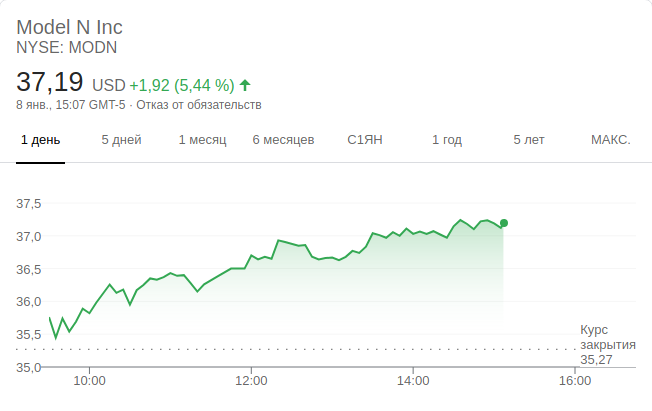 Model N Inc
NYSE: MODN
37,19 USD +1,92 (5,44 %)
8 янв., 15:07 GMT-5 · Отказ от обязательств
1 день 5 дней 1 месяц 6 месяцев С1ЯН 1 год 5 лет МАКС.
37,5
37,0
36,5
36,0
35,5
35,0
Курс
закрытия
35,27
10:00 12:00 14:00 16:00